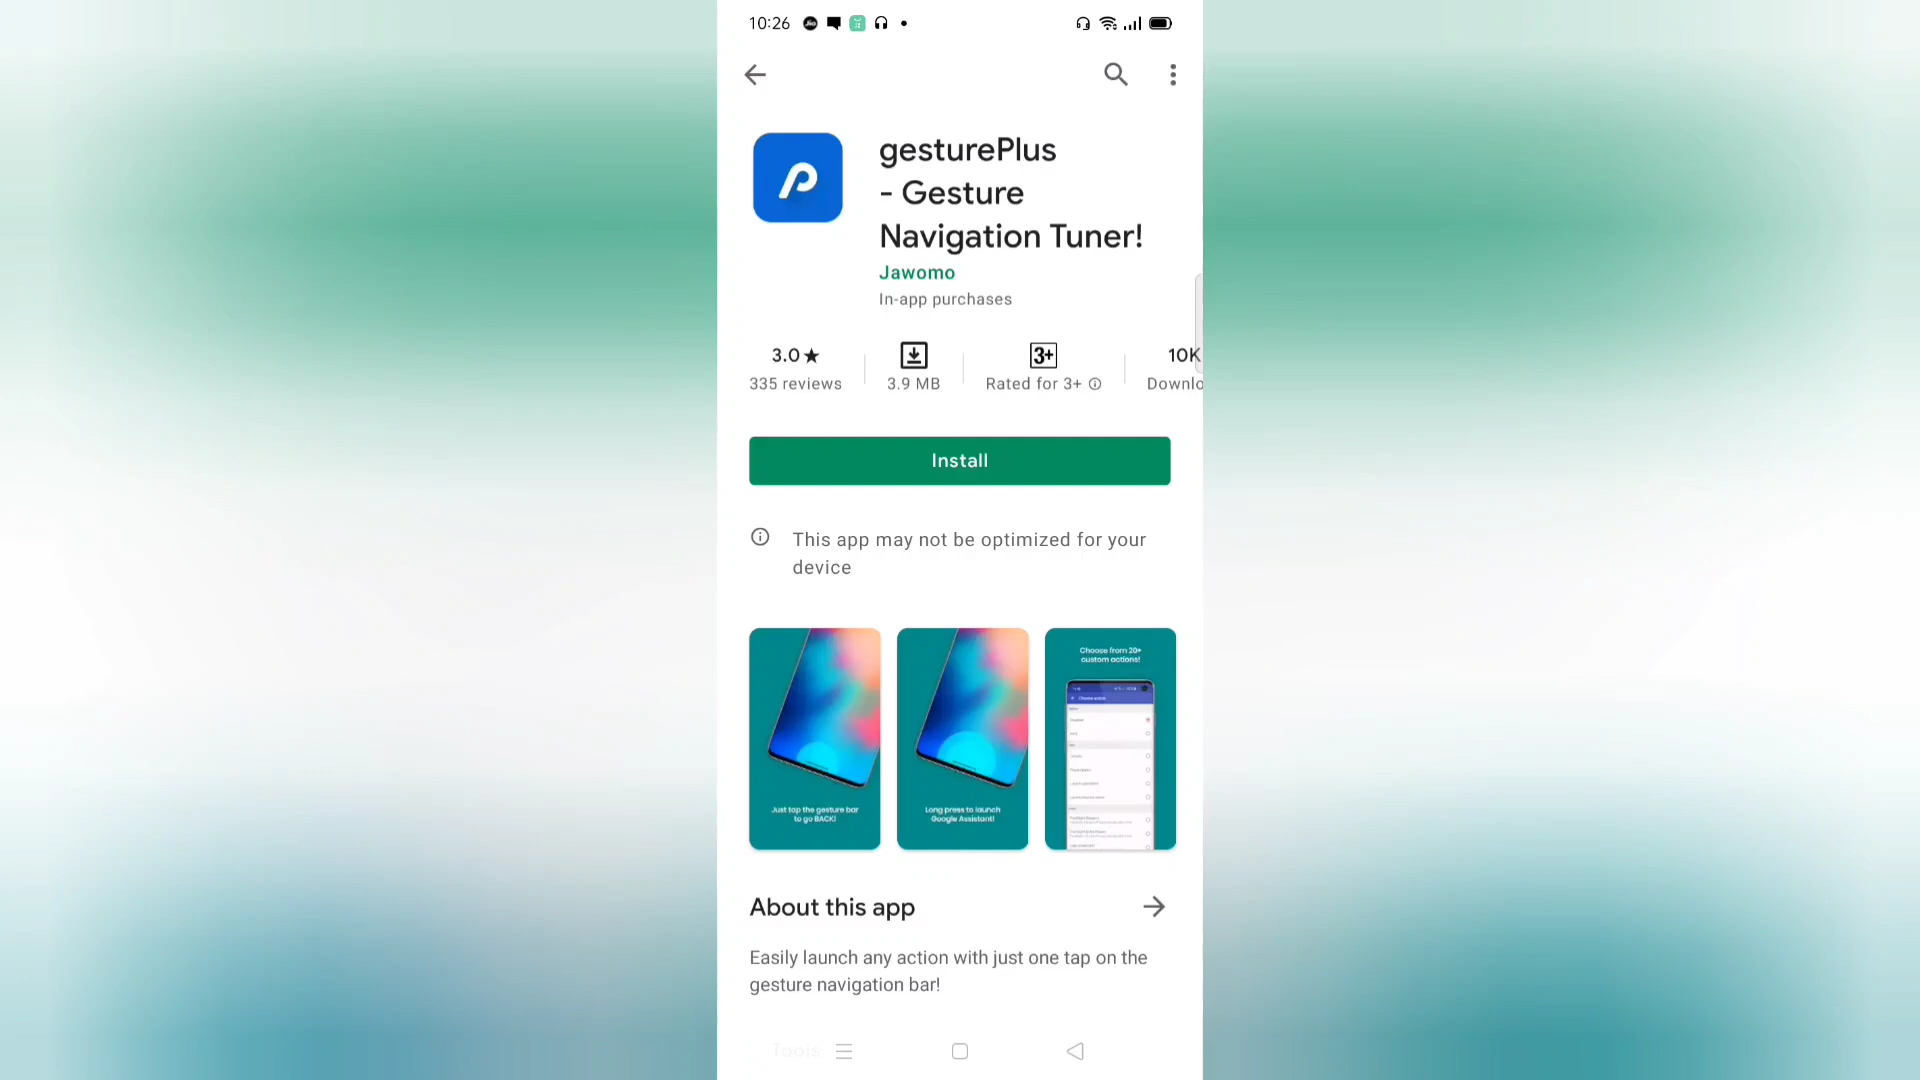 10:26
gesturePlus
- Gesture
Navigation Tuner!
Jawomo
In-app purchases
3.0★
335 reviews
3.9 MB
3+
Rated for 3+
10K
Downlo
Install
This app may not be optimized for your
device
Just tap the gesture bar
to go BACK!
Long press to launch
Google Assistant!
Choose from 20+
custom actions!
Choose action
About this app
Easily launch any action with just one tap on the
gesture navigation bar!
Tools